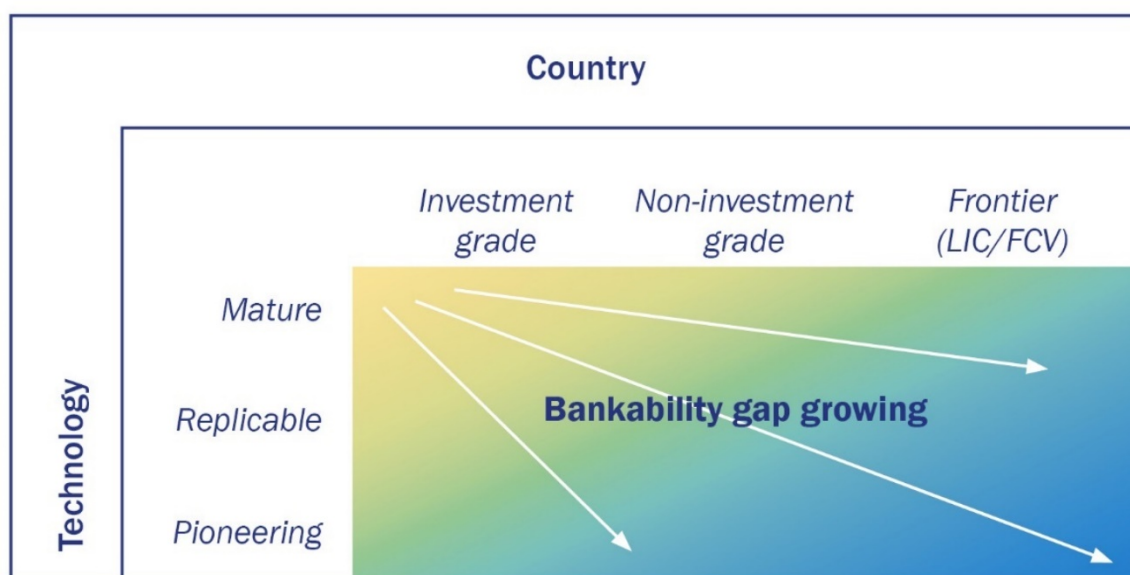 Country
Investment
grade
Non-investment
grade
Frontier
(LIC/FCV)
Technology
Mature
Replicable
Pioneering
Bankability gap growing